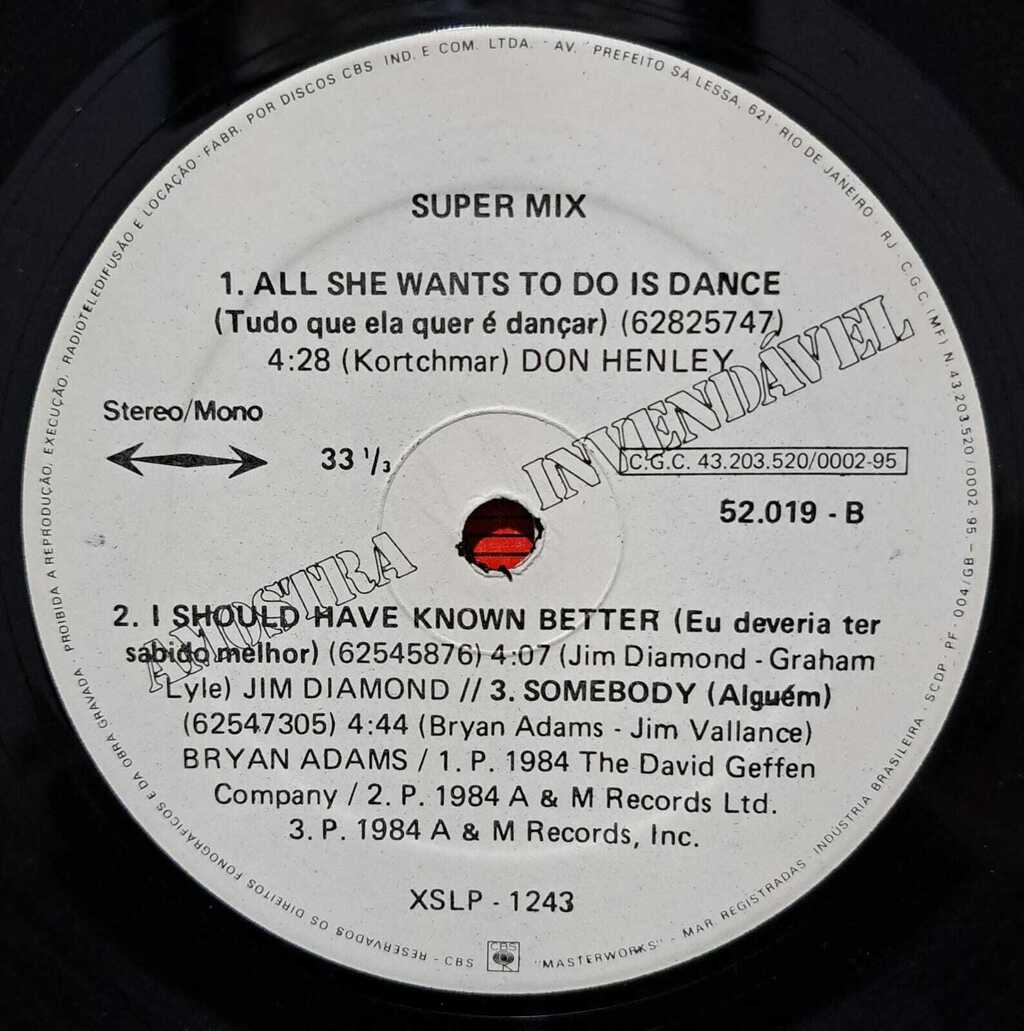 SUPER MIX
1. ALL SHE WANTS TO DO IS DANCE
(Tudo que ela quer é dançar) (62825747)
4:28 (Kortchmar) DON HENLEY
Stereo/Mono
33 1/3
C.G.C. 43.203.520/0002-95
52.019 - B
AMOSTRA INVENDÁVEL
2. I SHOULD HAVE KNOWN BETTER (Eu deveria ter
sabido melhor) (62545876) 4:07 (Jim Diamond - Graham
Lyle) JIM DIAMOND // 3. SOMEBODY (Alguém)
(62547305) 4:44 (Bryan Adams - Jim Vallance)
BRYAN ADAMS / 1. P. 1984 The David Geffen
Company / 2. P. 1984 A & M Records Ltd.
3. P. 1984 A & M Records, Inc.
XSLP - 1243
CBS
RESERVADOS OS DIREITOS FONOGRÁFICOS E DA OBRA GRAVADA PROIBIDA A REPRODUÇÃO, EXECUÇÃO, RADIOTELEDIFUSÃO E LOCAÇÃO - FABR. POR DISCOS CBS IND. E COM. LTDA. - AV. PREFEITO SÁ LESSA, 621 - RIO DE JANEIRO - RJ - C.G.C. (MF) N. 43.203.520/0002-95 - SCDP - PF. 004/GB - INDÚSTRIA BRASILEIRA.
CBS - "MASTERWORKS" - MAR. REGISTRADAS